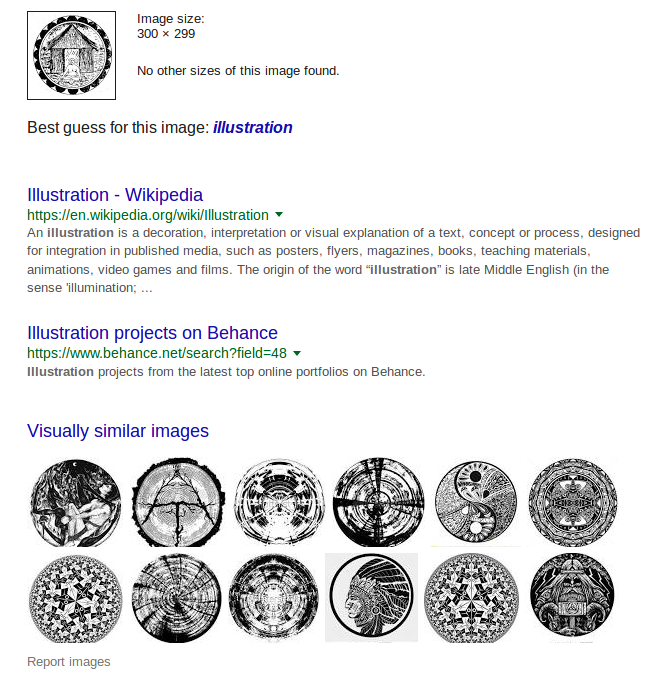 Image size:
300 × 299
No other sizes of this image found.
Best guess for this image: illustration
Illustration - Wikipedia
https://en.wikipedia.org/wiki/Illustration
An illustration is a decoration, interpretation or visual explanation of a text, concept or process, designed
for integration in published media, such as posters, flyers, magazines, books, teaching materials,
animations, video games and films. The origin of the word “illustration” is late Middle English (in the
sense 'illumination; ...
Illustration projects on Behance
https://www.behance.net/search?field=48
Illustration projects from the latest top online portfolios on Behance.
Visually similar images
Report images